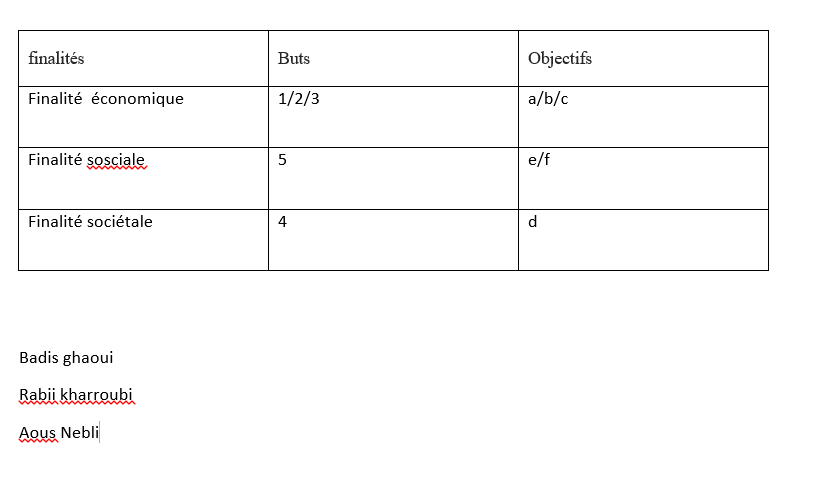 finalités Buts Objectifs
Finalité économique 1/2/3 a/b/c
Finalité sosciale 5 e/f
Finalité sociétale 4 d
Badis ghaoui
Rabii kharroubi
Aous Nebli